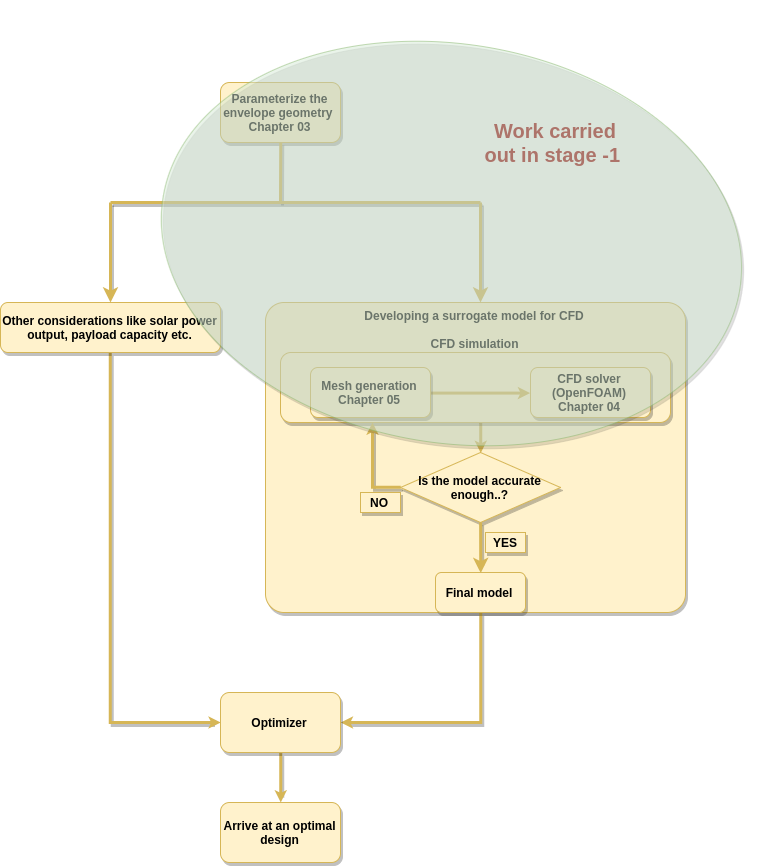 Parameterize the
envelope geometry
Chapter 03
Work carried
out in stage -1
Other considerations like solar power
output, payload capacity etc.
Developing a surrogate model for CFD
CFD simulation
Mesh generation
Chapter 05
CFD solver
(OpenFOAM)
Chapter 04
Is the model accurate
enough..?
NO
YES
Final model
Optimizer
Arrive at an optimal
design